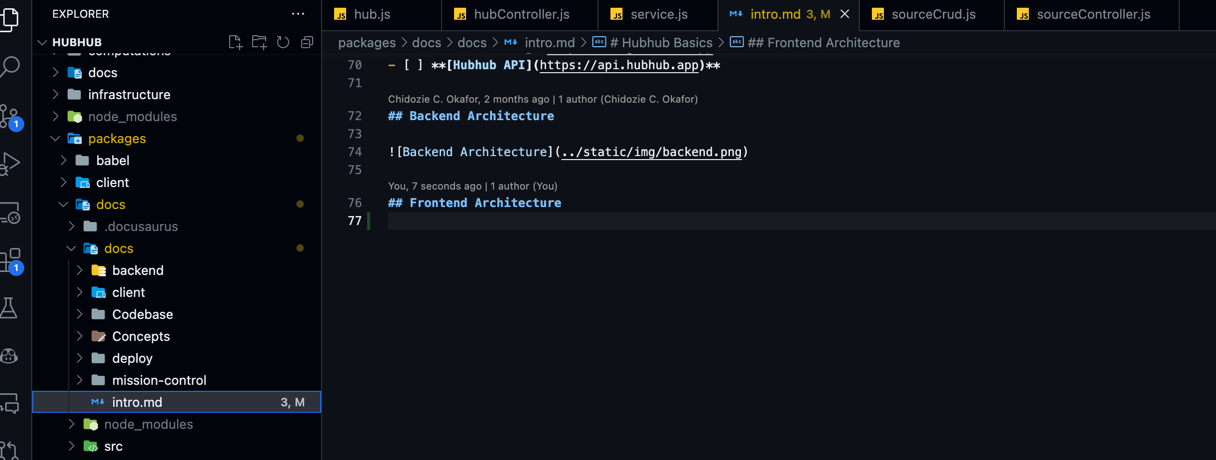 EXPLORER
HUBHUB
docs
infrastructure
node_modules
packages
babel
client
docs
.docusaurus
docs
backend
client
Codebase
Concepts
deploy
mission-control
intro.md 3, M
node_modules
src
1
1
hub.js
hubController.js
service.js
intro.md 3, M
sourceCrud.js
sourceController.js
packages > docs > docs > intro.md > # Hubhub Basics > ## Frontend Architecture
70 - [ ] **[Hubhub API](https://api.hubhub.app)**
71
Chidozie C. Okafor, 2 months ago | 1 author (Chidozie C. Okafor)
72 ## Backend Architecture
73
74 ![Backend Architecture](../static/img/backend.png)
75
You, 7 seconds ago | 1 author (You)
76 ## Frontend Architecture
77